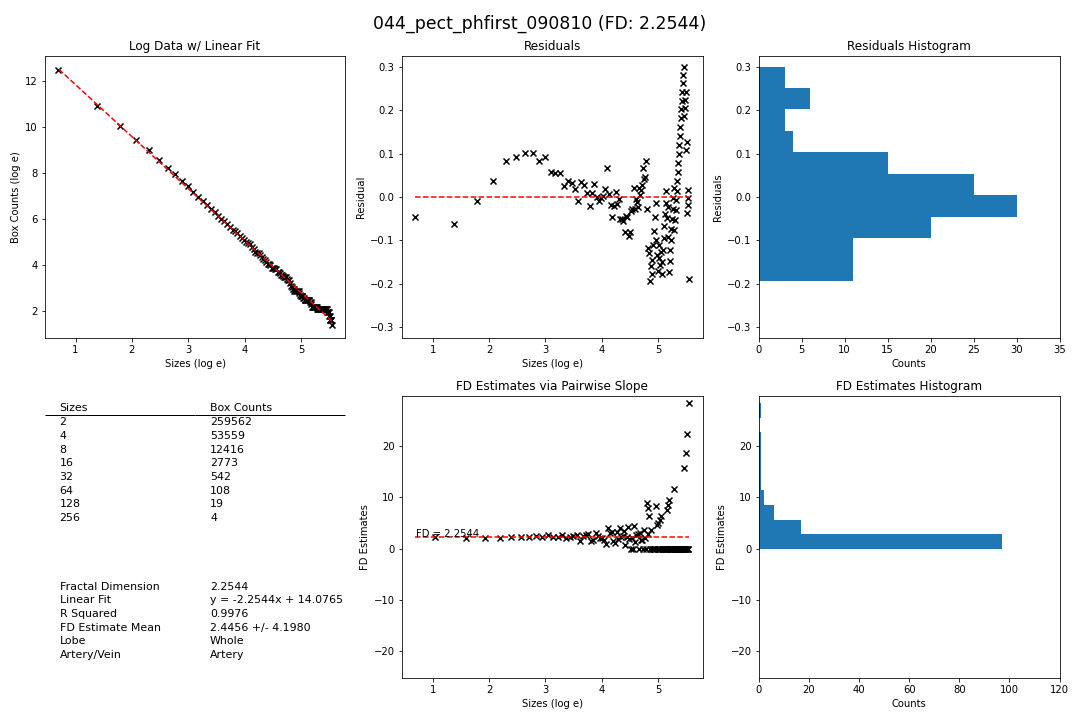 044_pect_phfirst_090810 (FD: 2.2544)
Log Data w/ Linear Fit
Box Counts (log e)
12
10
8
6
4
2
1 2 3 4 5
Sizes (log e)
Residuals
Residual
0.3
0.2
0.1
0.0
−0.1
−0.2
−0.3
1 2 3 4 5
Sizes (log e)
Residuals Histogram
Residuals
0.3
0.2
0.1
0.0
−0.1
−0.2
−0.3
0 5 10 15 20 25 30 35
Counts
Sizes Box Counts
2 259562
4 53559
8 12416
16 2773
32 542
64 108
128 19
256 4
Fractal Dimension 2.2544
Linear Fit y = -2.2544x + 14.0765
R Squared 0.9976
FD Estimate Mean 2.4456 +/- 4.1980
Lobe Whole
Artery/Vein Artery
FD Estimates via Pairwise Slope
FD Estimates
20
10
0
−10
−20
FD = 2.2544
1 2 3 4 5
Sizes (log e)
FD Estimates Histogram
FD Estimates
20
10
0
−10
−20
0 20 40 60 80 100 120
Counts